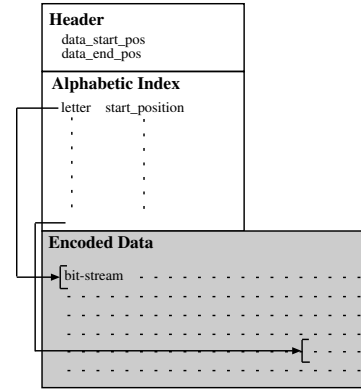 Header
data_start_pos
data_end_pos
Alphabetic Index
letter start_position
Encoded Data
bit-stream